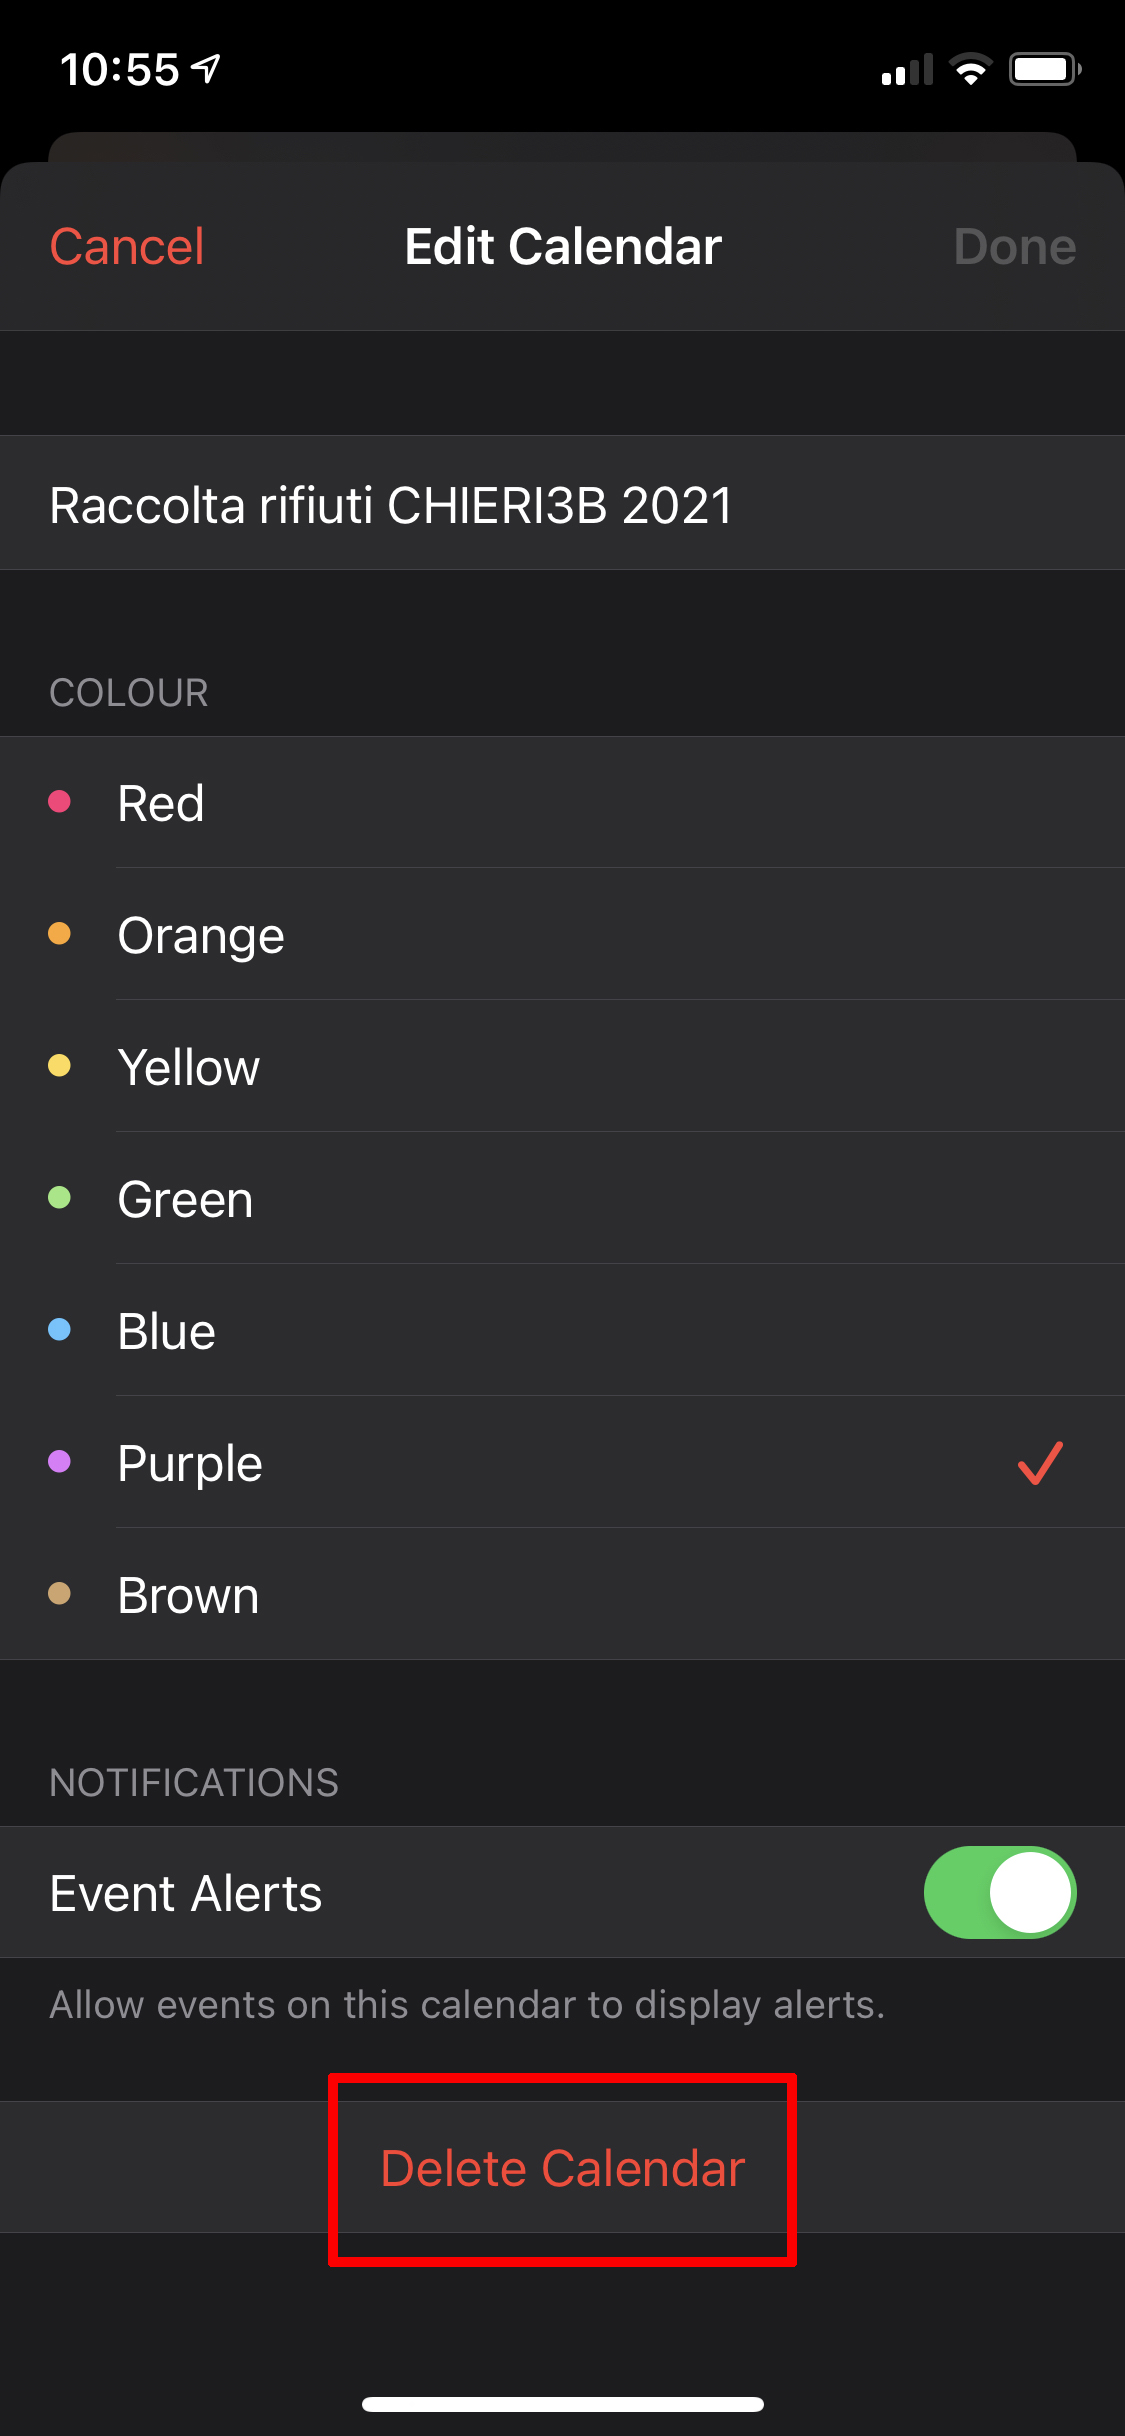 10:55
Cancel Edit Calendar Done
Raccolta rifiuti CHIERI3B 2021
COLOUR
Red
Orange
Yellow
Green
Blue
Purple
Brown
NOTIFICATIONS
Event Alerts
Allow events on this calendar to display alerts.
Delete Calendar